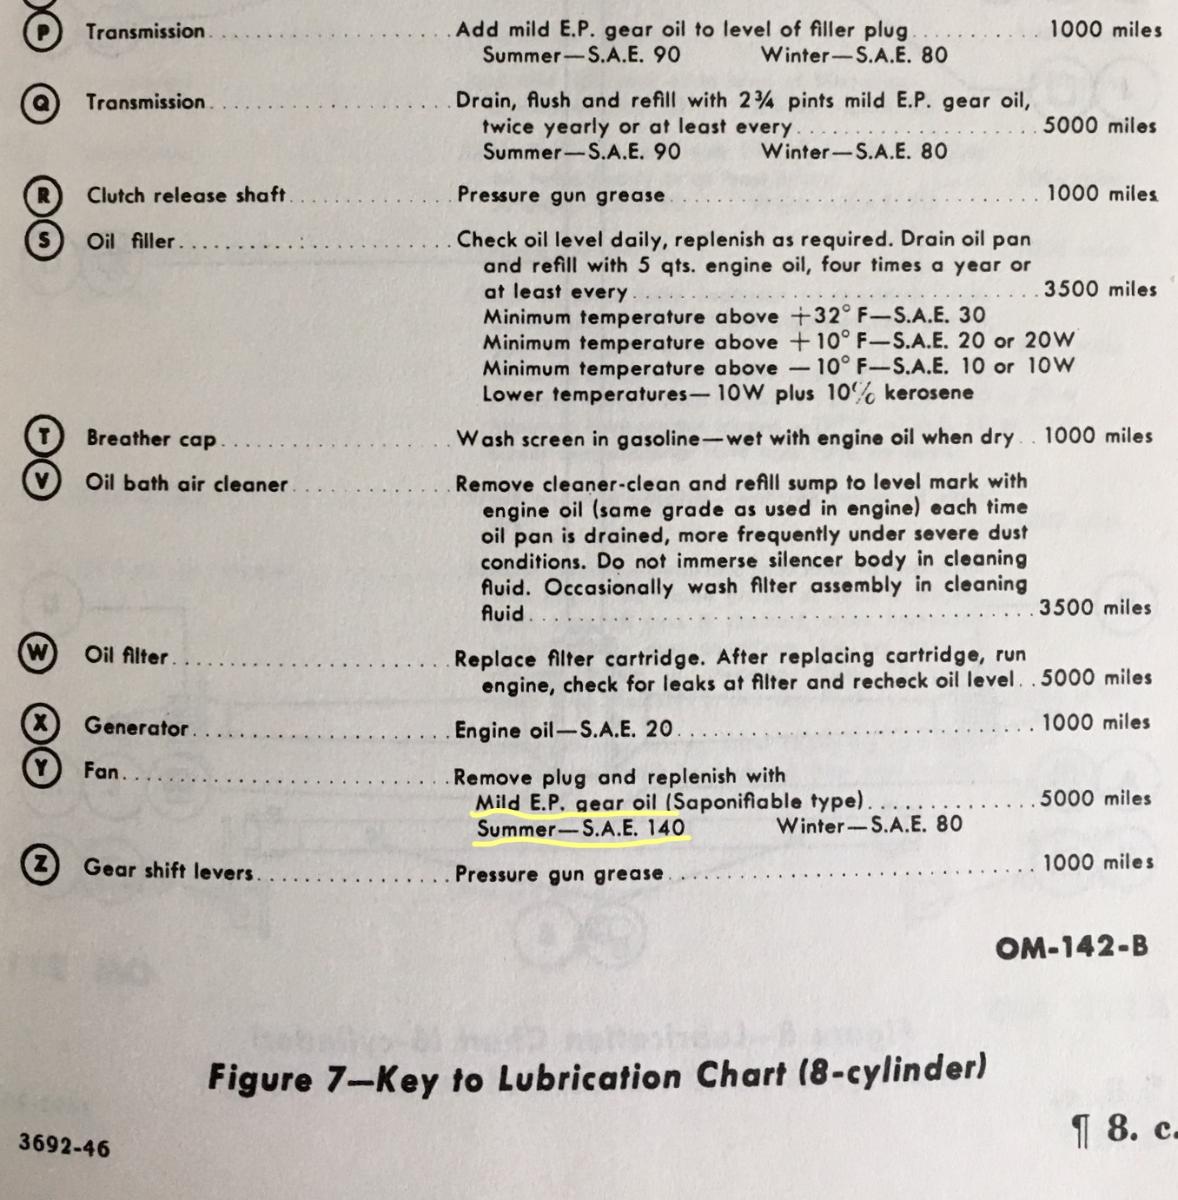 P Transmission.....................Add mild E.P. gear oil to level of filler plug.......... 1000 miles
Summer—S.A.E. 90 Winter—S.A.E. 80
Q Transmission.....................Drain, flush and refill with 2¾ pints mild E.P. gear oil,
twice yearly or at least every.................. 5000 miles
Summer—S.A.E. 90 Winter—S.A.E. 80
R Clutch release shaft..............Pressure gun grease........................... 1000 miles
S Oil filler.......................Check oil level daily, replenish as required. Drain oil pan
and refill with 5 qts. engine oil, four times a year or
at least every.............................. 3500 miles
Minimum temperature above +32° F—S.A.E. 30
Minimum temperature above +10° F—S.A.E. 20 or 20W
Minimum temperature above —10° F—S.A.E. 10 or 10W
Lower temperatures—10W plus 10% kerosene
T Breather cap...................Wash screen in gasoline—wet with engine oil when dry.. 1000 miles
V Oil bath air cleaner.............Remove cleaner-clean and refill sump to level mark with
engine oil (same grade as used in engine) each time
oil pan is drained, more frequently under severe dust
conditions. Do not immerse silencer body in cleaning
fluid. Occasionally wash filter assembly in cleaning
fluid..................................... 3500 miles
W Oil filter.......................Replace filter cartridge. After replacing cartridge, run
engine, check for leaks at filter and recheck oil level.. 5000 miles
X Generator.....................Engine oil—S.A.E. 20.......................... 1000 miles
Y Fan...........................Remove plug and replenish with
Mild E.P. gear oil (Saponifiable type)............. 5000 miles
Summer—S.A.E. 140 Winter—S.A.E. 80
Z Gear shift levers................Pressure gun grease........................... 1000 miles
OM-142-B
Figure 7—Key to Lubrication Chart (8-cylinder)
3692-46
¶ 8. c.